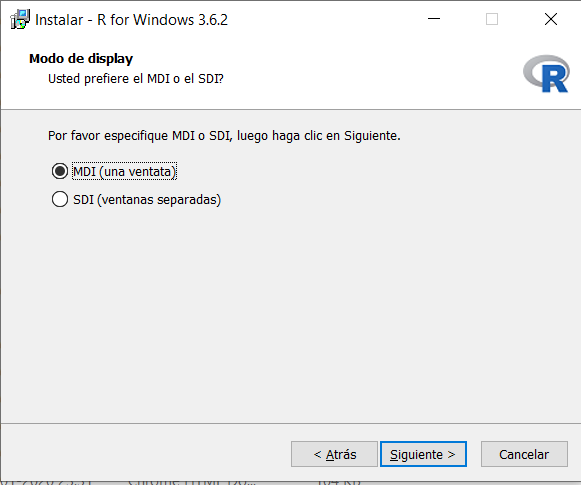 Instalar - R for Windows 3.6.2
Modo de display
Usted prefiere el MDI o el SDI?
R
Por favor especifique MDI o SDI, luego haga clic en Siguiente.
MDI (una ventata)
SDI (ventanas separadas)
< Atrás
Siguiente >
Cancelar